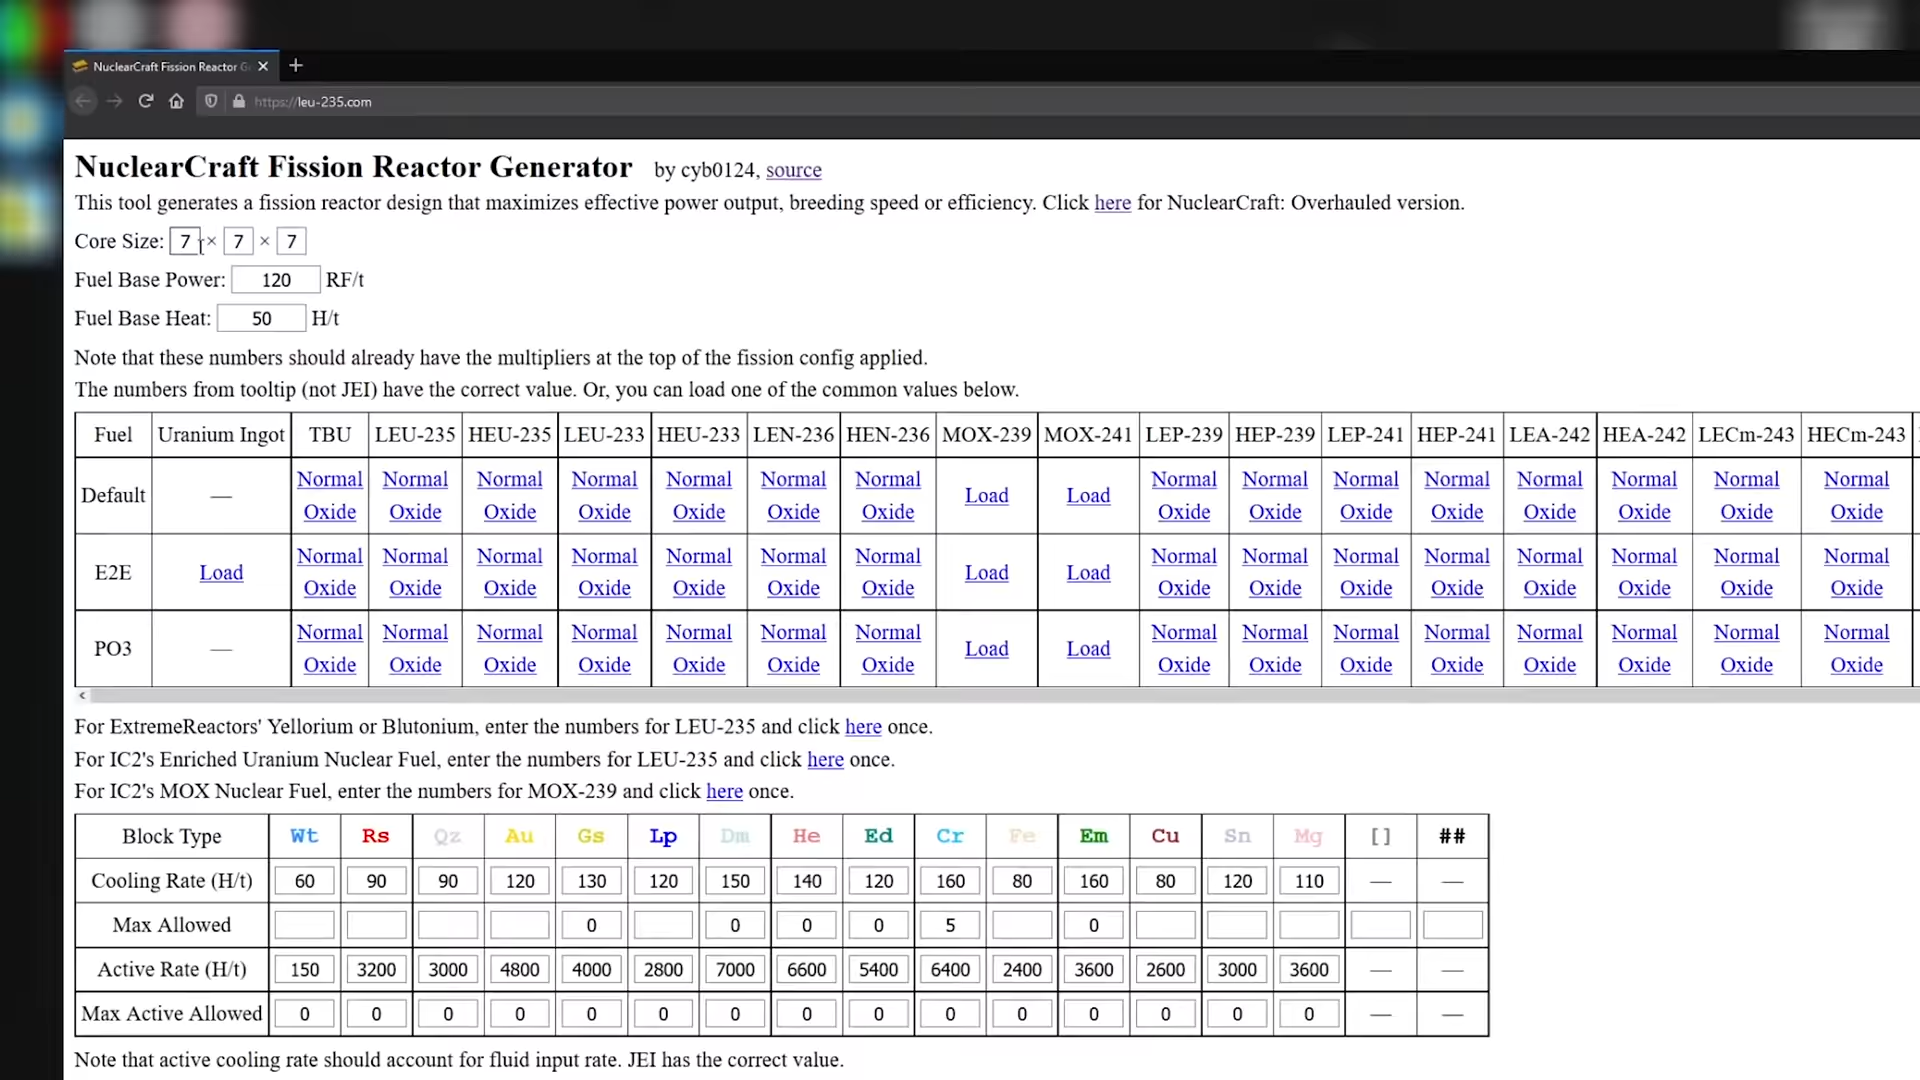 NuclearCraft Fission Reactor G
https://leu-235.com
NuclearCraft Fission Reactor Generator by cyb0124, source
This tool generates a fission reactor design that maximizes effective power output, breeding speed or efficiency. Click here for NuclearCraft: Overhauled version.
Core Size: 7 × 7 × 7
Fuel Base Power: 120 RF/t
Fuel Base Heat: 50 H/t
Note that these numbers should already have the multipliers at the top of the fission config applied.
The numbers from tooltip (not JEI) have the correct value. Or, you can load one of the common values below.
Fuel Uranium Ingot TBU LEU-235 HEU-235 LEU-233 HEU-233 LEN-236 HEN-236 MOX-239 MOX-241 LEP-239 HEP-239 LEP-241 HEP-241 LEA-242 HEA-242 LECm-243 HECm-243
Normal Normal Normal Normal Normal Normal Normal Normal Normal Normal Normal Normal Normal Normal Normal
Default — Load Load
Oxide Oxide Oxide Oxide Oxide Oxide Oxide Oxide Oxide Oxide Oxide Oxide Oxide Oxide Oxide
Normal Normal Normal Normal Normal Normal Normal Normal Normal Normal Normal Normal Normal Normal Normal
E2E Load Load Load
Oxide Oxide Oxide Oxide Oxide Oxide Oxide Oxide Oxide Oxide Oxide Oxide Oxide Oxide Oxide
Normal Normal Normal Normal Normal Normal Normal Normal Normal Normal Normal Normal Normal Normal Normal
PO3 — Load Load
Oxide Oxide Oxide Oxide Oxide Oxide Oxide Oxide Oxide Oxide Oxide Oxide Oxide Oxide Oxide
For ExtremeReactors' Yellorium or Blutonium, enter the numbers for LEU-235 and click here once.
For IC2's Enriched Uranium Nuclear Fuel, enter the numbers for LEU-235 and click here once.
For IC2's MOX Nuclear Fuel, enter the numbers for MOX-239 and click here once.
Block Type Wt Rs Qz Au Gs Lp Dm He Ed Cr Fe Em Cu Sn Mg [] ##
Cooling Rate (H/t) 60 90 90 120 130 120 150 140 120 160 80 160 80 120 110 — —
Max Allowed 0 0 0 0 5 0
Active Rate (H/t) 150 3200 3000 4800 4000 2800 7000 6600 5400 6400 2400 3600 2600 3000 3600 — —
Max Active Allowed 0 0 0 0 0 0 0 0 0 0 0 0 0 0 0 — —
Note that active cooling rate should account for fluid input rate. JEI has the correct value.